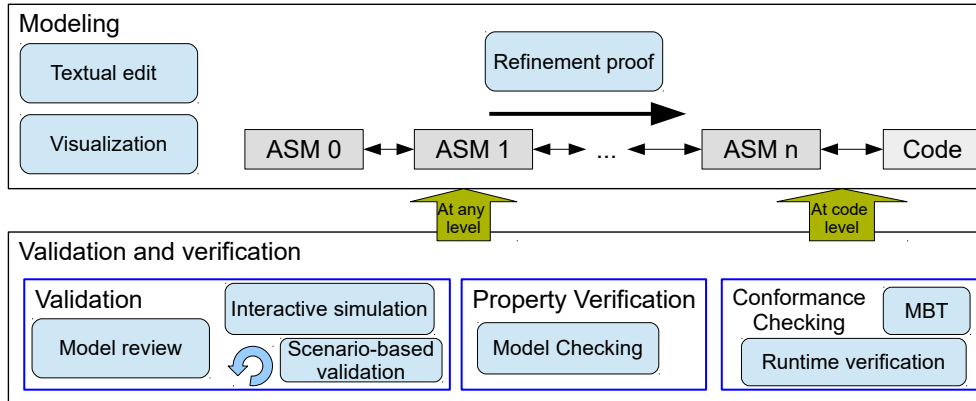 Modeling
Textual edit
Refinement proof
Visualization
ASM 0
ASM 1
...
ASM n
Code
At any
level
At code
level
Validation and verification
Validation
Interactive simulation
Model review
Scenario-based
validation
Property Verification
Model Checking
Conformance
Checking
MBT
Runtime verification